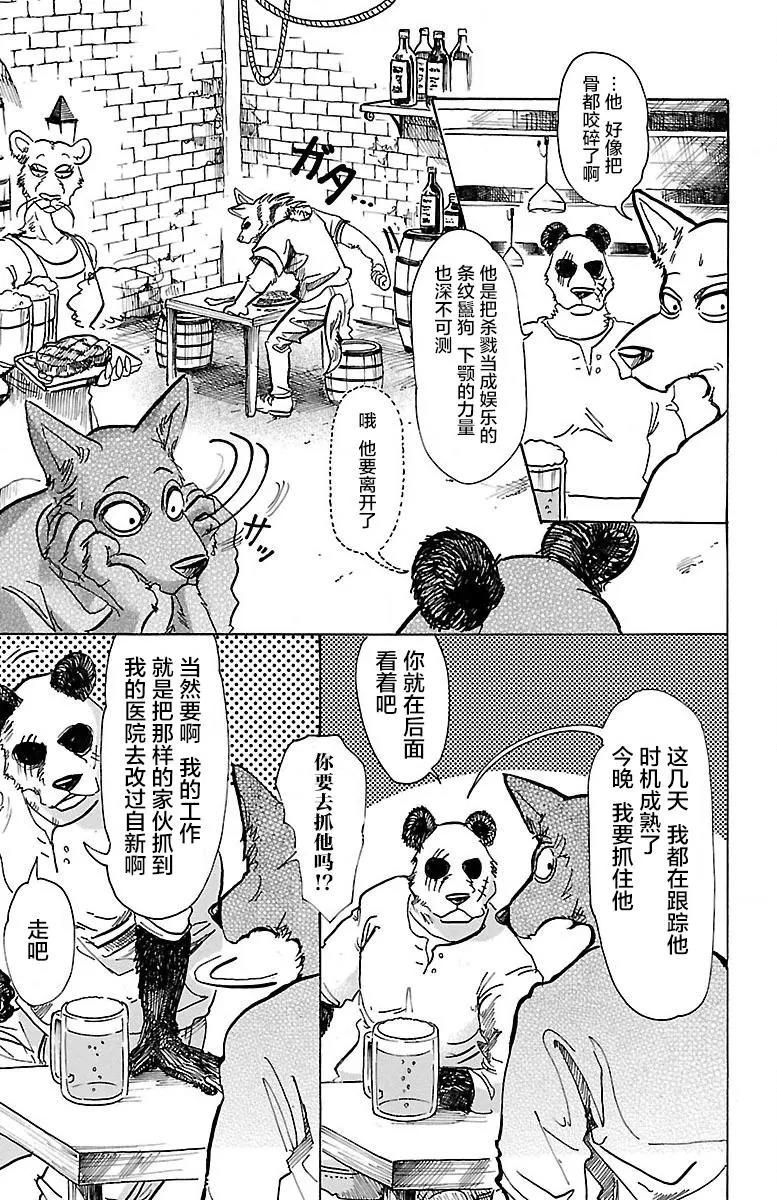 …他 好像把
骨都咬碎了啊
他是把杀戮当成娱乐的
条纹鬣狗 下颚的力量
也深不可测
ガタ…
哦 他要离开了
サッ
这几天 我都在跟踪他
时机成熟了
今晚 我要抓住他
你就在后面
看着吧
你要去抓他吗!?
当然要啊 我的工作
就是把那样的家伙抓到
我的医院去改过自新啊
走吧